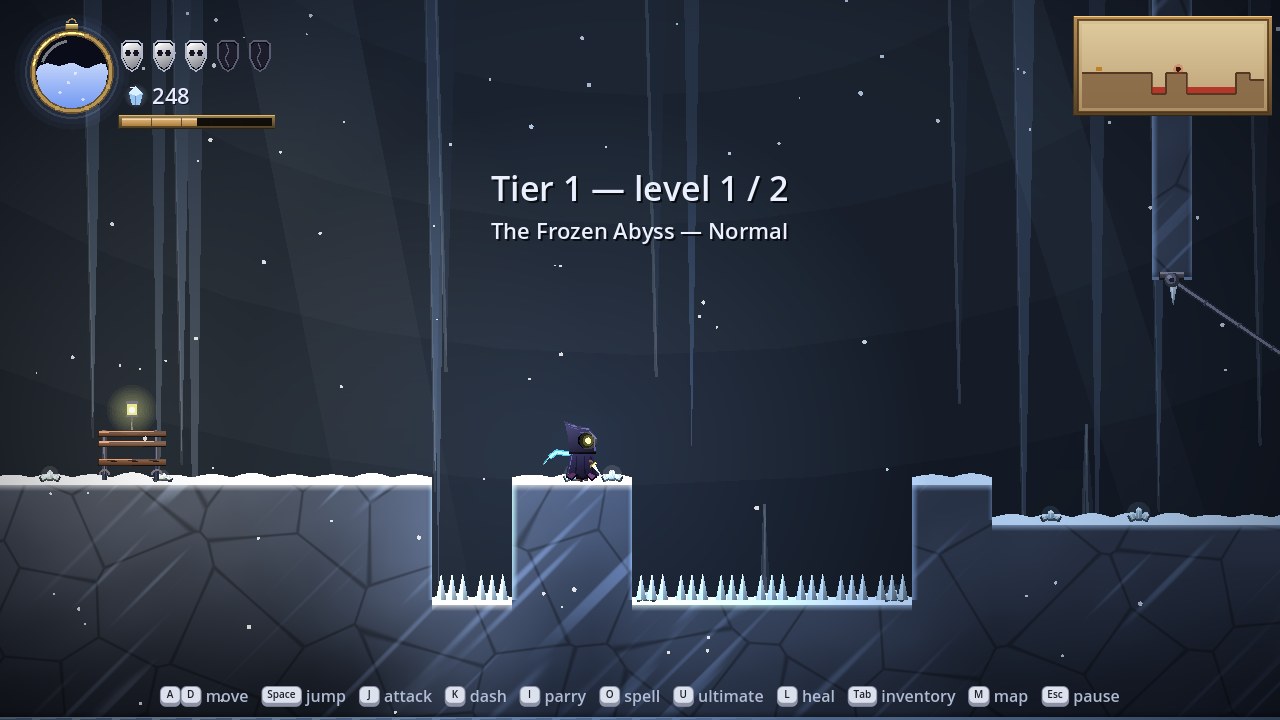 248
Tier 1 — level 1 / 2
The Frozen Abyss — Normal
A D move Space jump J attack K dash I parry O spell U ultimate L heal Tab inventory M map Esc pause